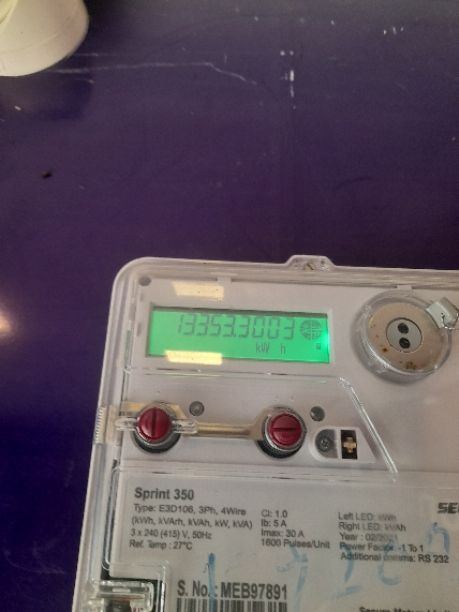 19353.3003
kW h
Sprint 350
Type: E3D106, 3Ph, 4Wire
(kWh, kVArh, kVAh, kW, kVA)
3 x 240 (415) V, 50Hz
Ref. Temp : 27°C
Cl: 1.0
Ib: 5 A
Imax: 30 A
1600 Pulses/Unit
Left LED: kWh
Right LED: kVAh
Year : 02/2021
Power Factor -1 To 1
Additional comms: RS 232
S. No.: MEB97891